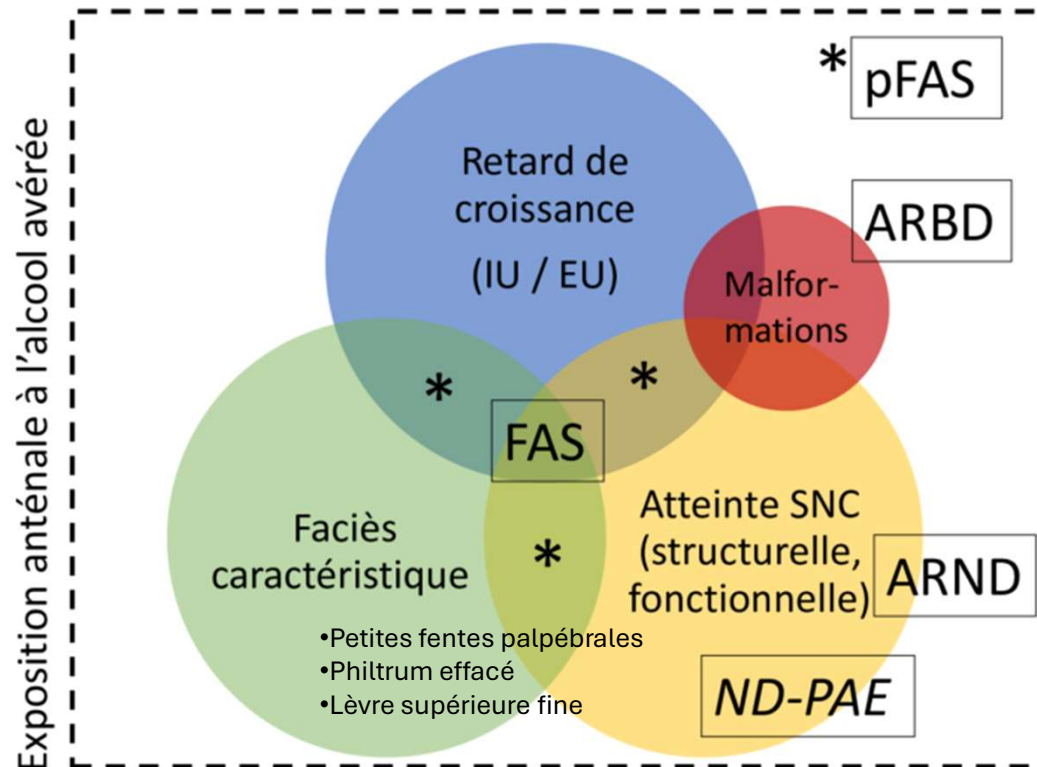 Exposition anténale à l'alcool avérée
* pFAS
Retard de
croissance
(IU / EU)
ARBD
Malfor-
mations
*
*
FAS
Faciès
caractéristique
*
Atteinte SNC
(structurelle,
fonctionnelle)
ARND
•Petites fentes palpébrales
•Philtrum effacé
•Lèvre supérieure fine
ND-PAE